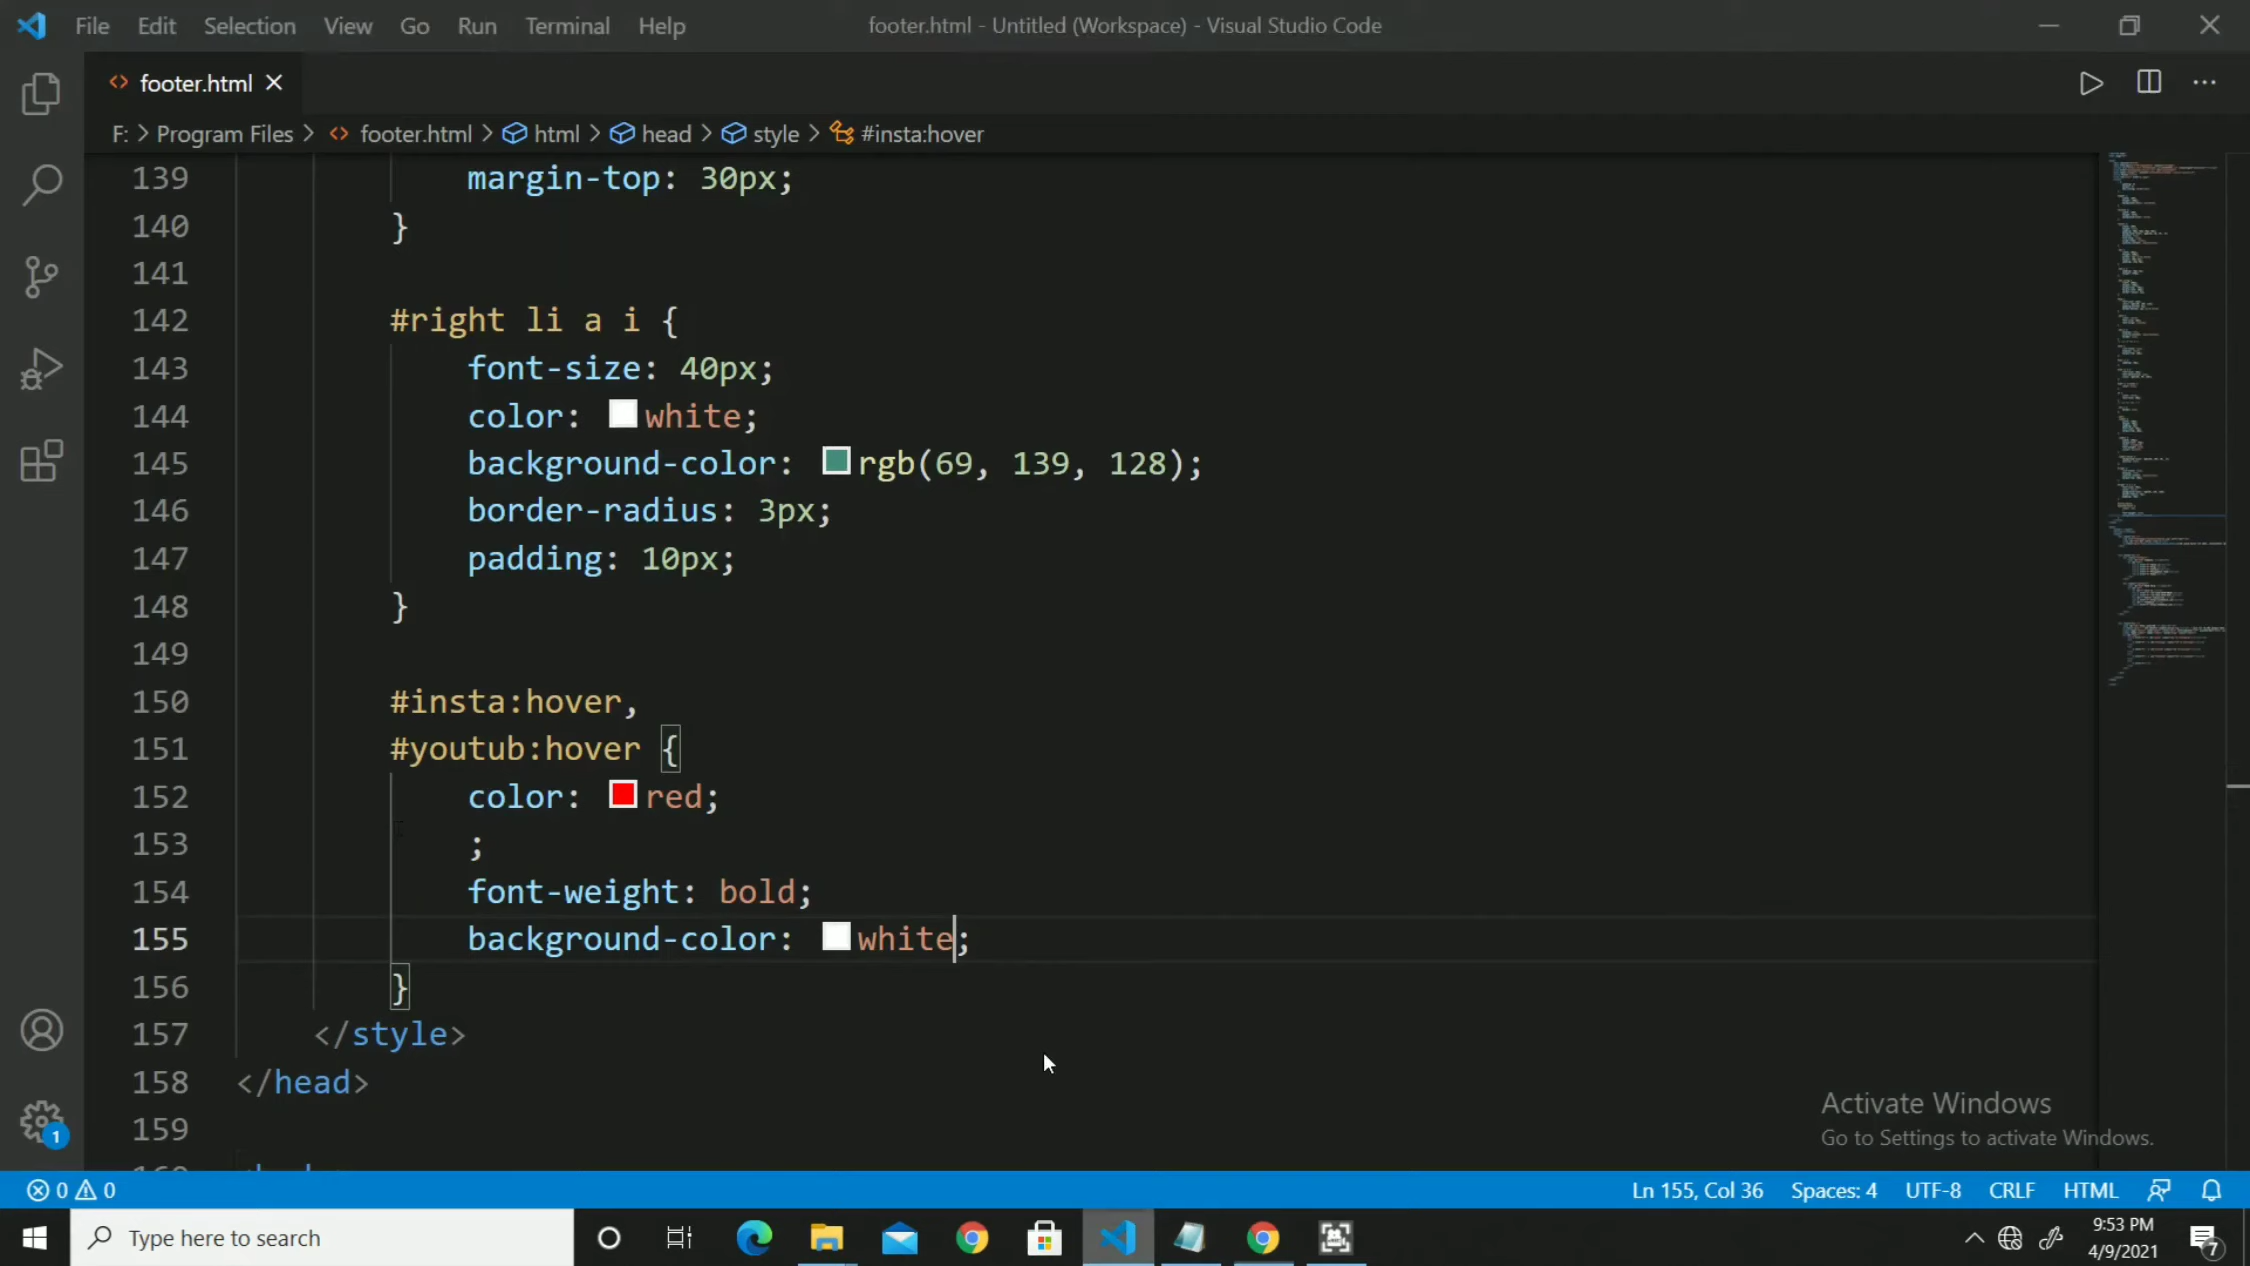 File Edit Selection View Go Run Terminal Help footer.html - Untitled (Workspace) - Visual Studio Code
footer.html
F: > Program Files > footer.html > html > head > style > #insta:hover
139 margin-top: 30px;
140 }
141
142 #right li a i {
143 font-size: 40px;
144 color: white;
145 background-color: rgb(69, 139, 128);
146 border-radius: 3px;
147 padding: 10px;
148 }
149
150 #insta:hover,
151 #youtub:hover {
152 color: red;
153 ;
154 font-weight: bold;
155 background-color: white;
156 }
157 </style>
158 </head>
159
Activate Windows
Go to Settings to activate Windows.
1
0 0 Ln 155, Col 36 Spaces: 4 UTF-8 CRLF HTML
Type here to search
9:53 PM
4/9/2021
7